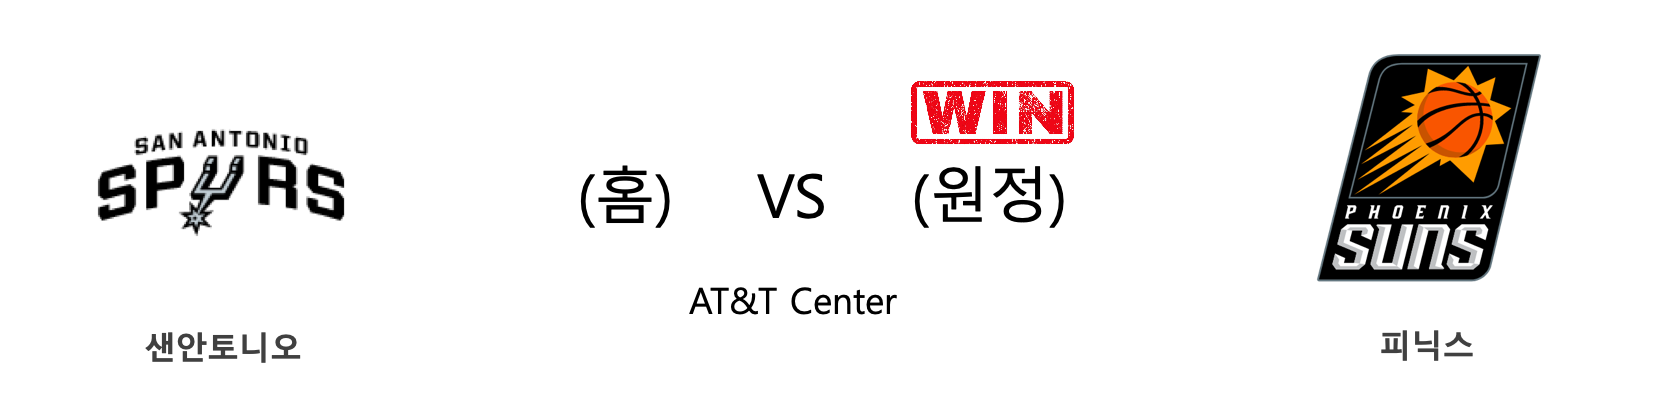 SAN ANTONIO
SPURS
샌안토니오
(홈) VS (원정)
WIN
AT&T Center
PHOENIX
SUNS
피닉스